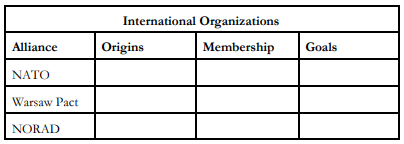 International Organizations
Alliance Origins Membership Goals
NATO
Warsaw Pact
NORAD